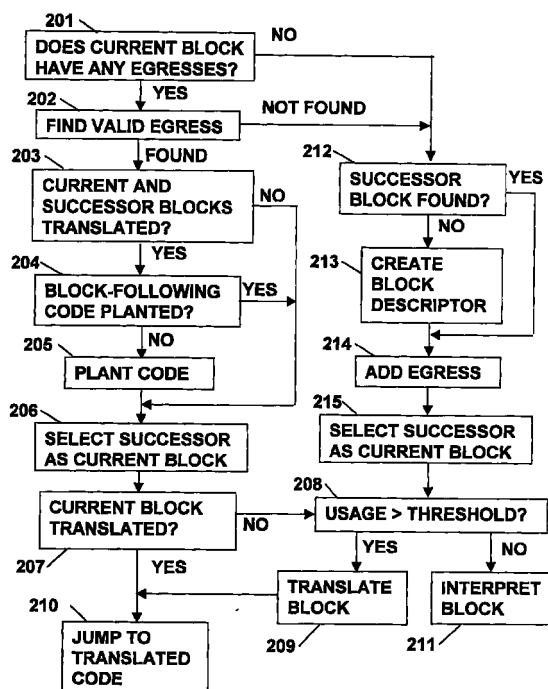 201
DOES CURRENT BLOCK
HAVE ANY EGRESSES?
NO
YES
202
FIND VALID EGRESS
NOT FOUND
FOUND
203
CURRENT AND
SUCCESSOR BLOCKS
TRANSLATED?
NO
YES
204
BLOCK-FOLLOWING
CODE PLANTED?
YES
NO
205
PLANT CODE
206
SELECT SUCCESSOR
AS CURRENT BLOCK
CURRENT BLOCK
TRANSLATED?
207
NO
YES
210
JUMP TO
TRANSLATED
CODE
212
SUCCESSOR
BLOCK FOUND?
YES
NO
213
CREATE
BLOCK
DESCRIPTOR
214
ADD EGRESS
215
SELECT SUCCESSOR
AS CURRENT BLOCK
208
USAGE > THRESHOLD?
YES
NO
TRANSLATE
BLOCK
209
INTERPRET
BLOCK
211